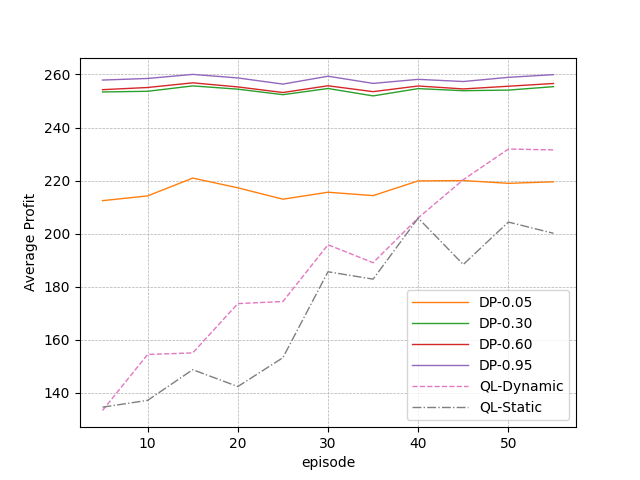 260
240
220
200
180
160
140
Average Profit
10 20 30 40 50
episode
DP-0.05
DP-0.30
DP-0.60
DP-0.95
QL-Dynamic
QL-Static